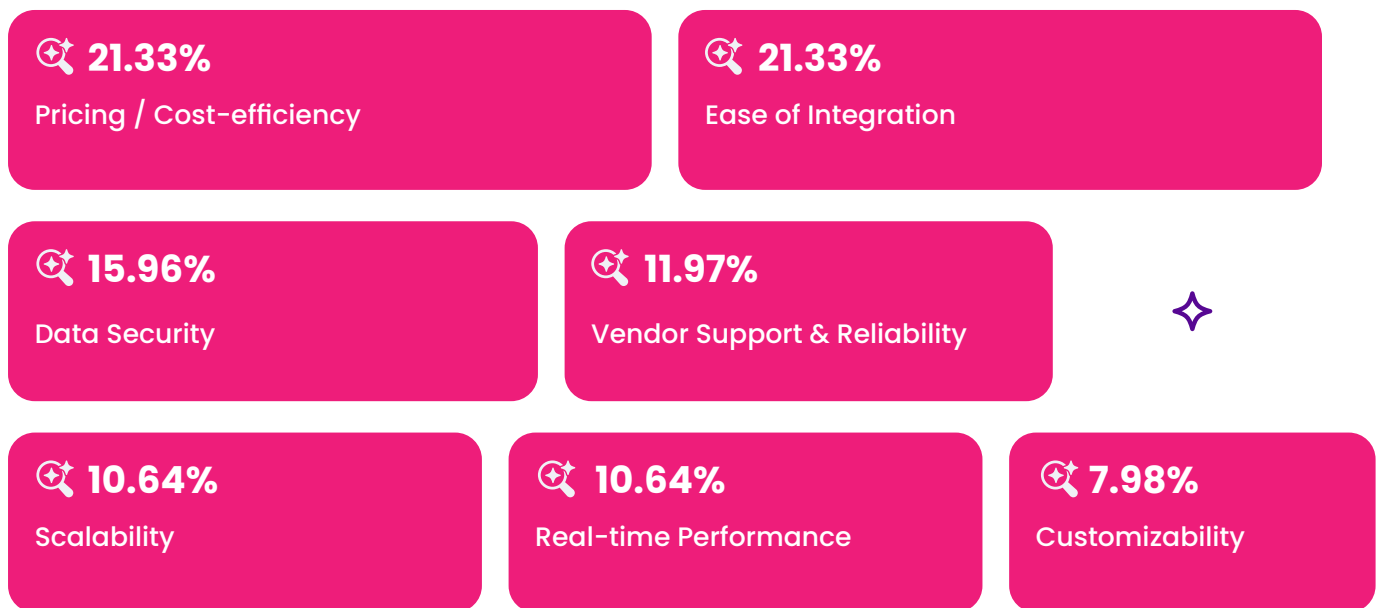 21.33%
Pricing / Cost-efficiency
21.33%
Ease of Integration
15.96%
Data Security
11.97%
Vendor Support & Reliability
10.64%
Scalability
10.64%
Real-time Performance
7.98%
Customizability